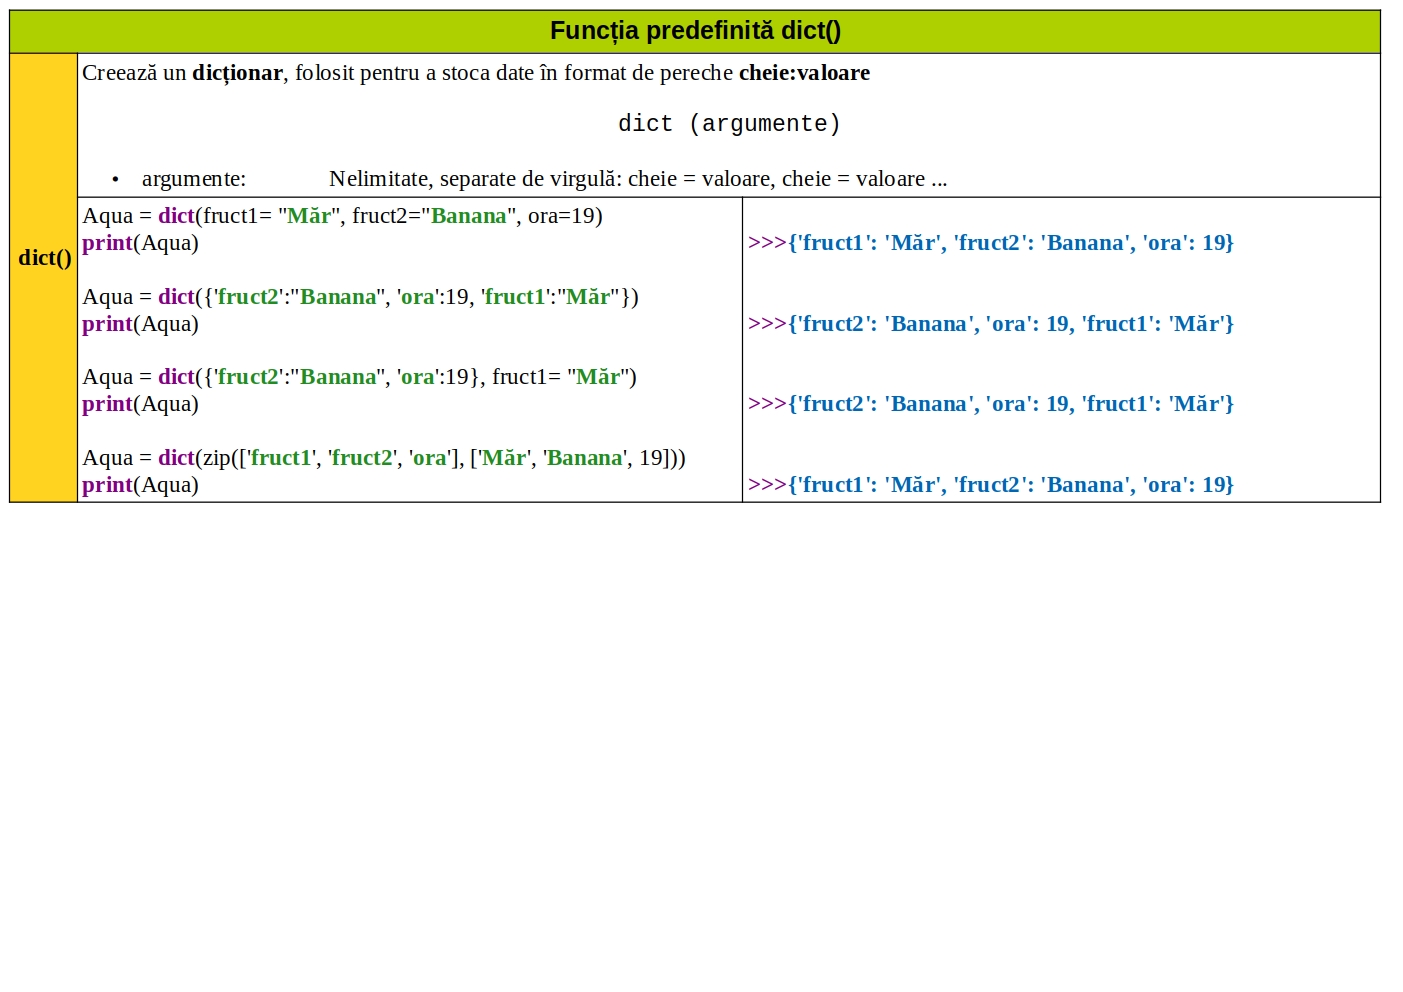 Funcția predefinită dict()
dict()
Creează un dicționar, folosit pentru a stoca date în format de pereche cheie:valoare
dict (argumente)
• argumente: Nelimitate, separate de virgulă: cheie = valoare, cheie = valoare ...
Aqua = dict(fruct1= "Măr", fruct2="Banana", ora=19)
print(Aqua)
>>>{'fruct1': 'Măr', 'fruct2': 'Banana', 'ora': 19}
Aqua = dict({'fruct2':"Banana", 'ora':19, 'fruct1':"Măr"})
print(Aqua)
>>>{'fruct2': 'Banana', 'ora': 19, 'fruct1': 'Măr'}
Aqua = dict({'fruct2':"Banana", 'ora':19}, fruct1= "Măr")
print(Aqua)
>>>{'fruct2': 'Banana', 'ora': 19, 'fruct1': 'Măr'}
Aqua = dict(zip(['fruct1', 'fruct2', 'ora'], ['Măr', 'Banana', 19]))
print(Aqua)
>>>{'fruct1': 'Măr', 'fruct2': 'Banana', 'ora': 19}